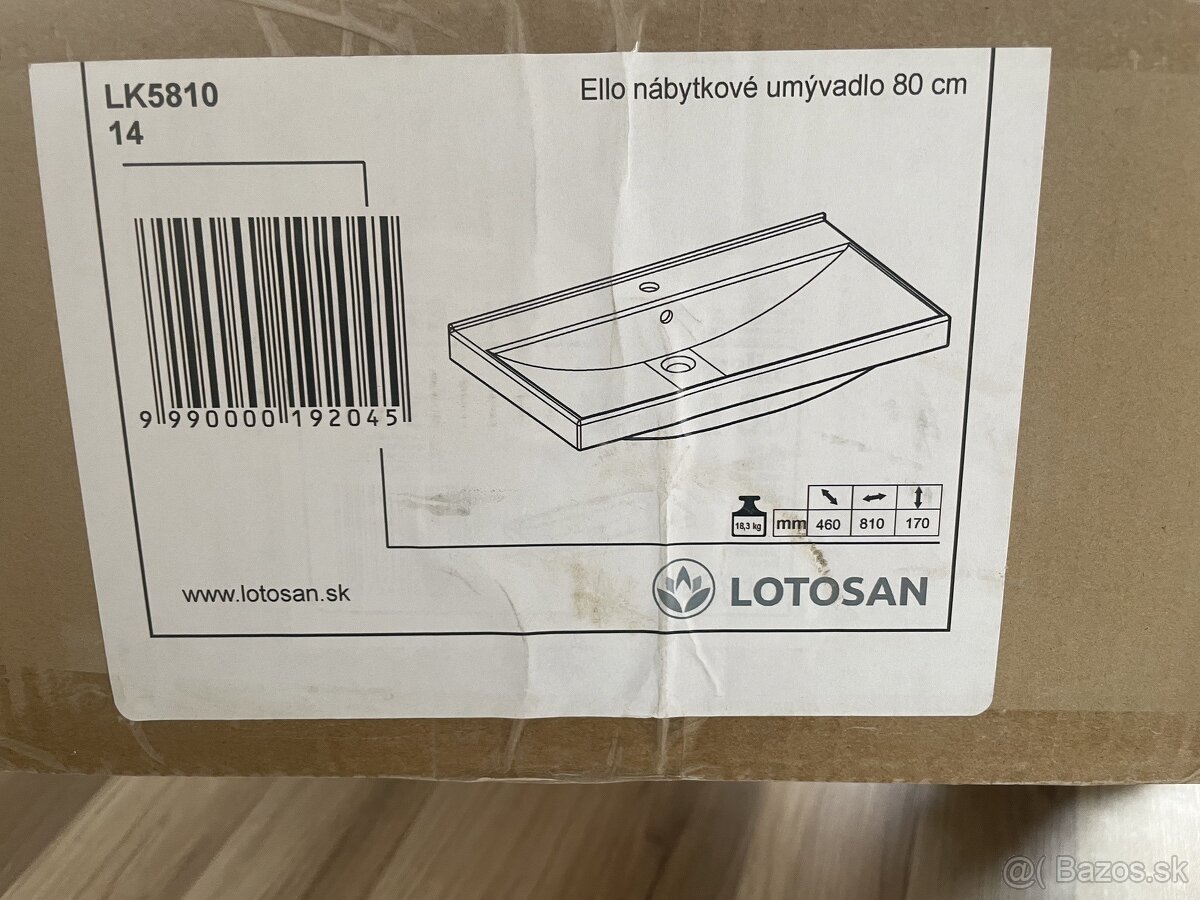 LK5810
14
Ello nábytkové umývadlo 80 cm
9 990000 192045
18,3 kg
mm 460 810 170
www.lotosan.sk
LOTOSAN
@( Bazos.sk